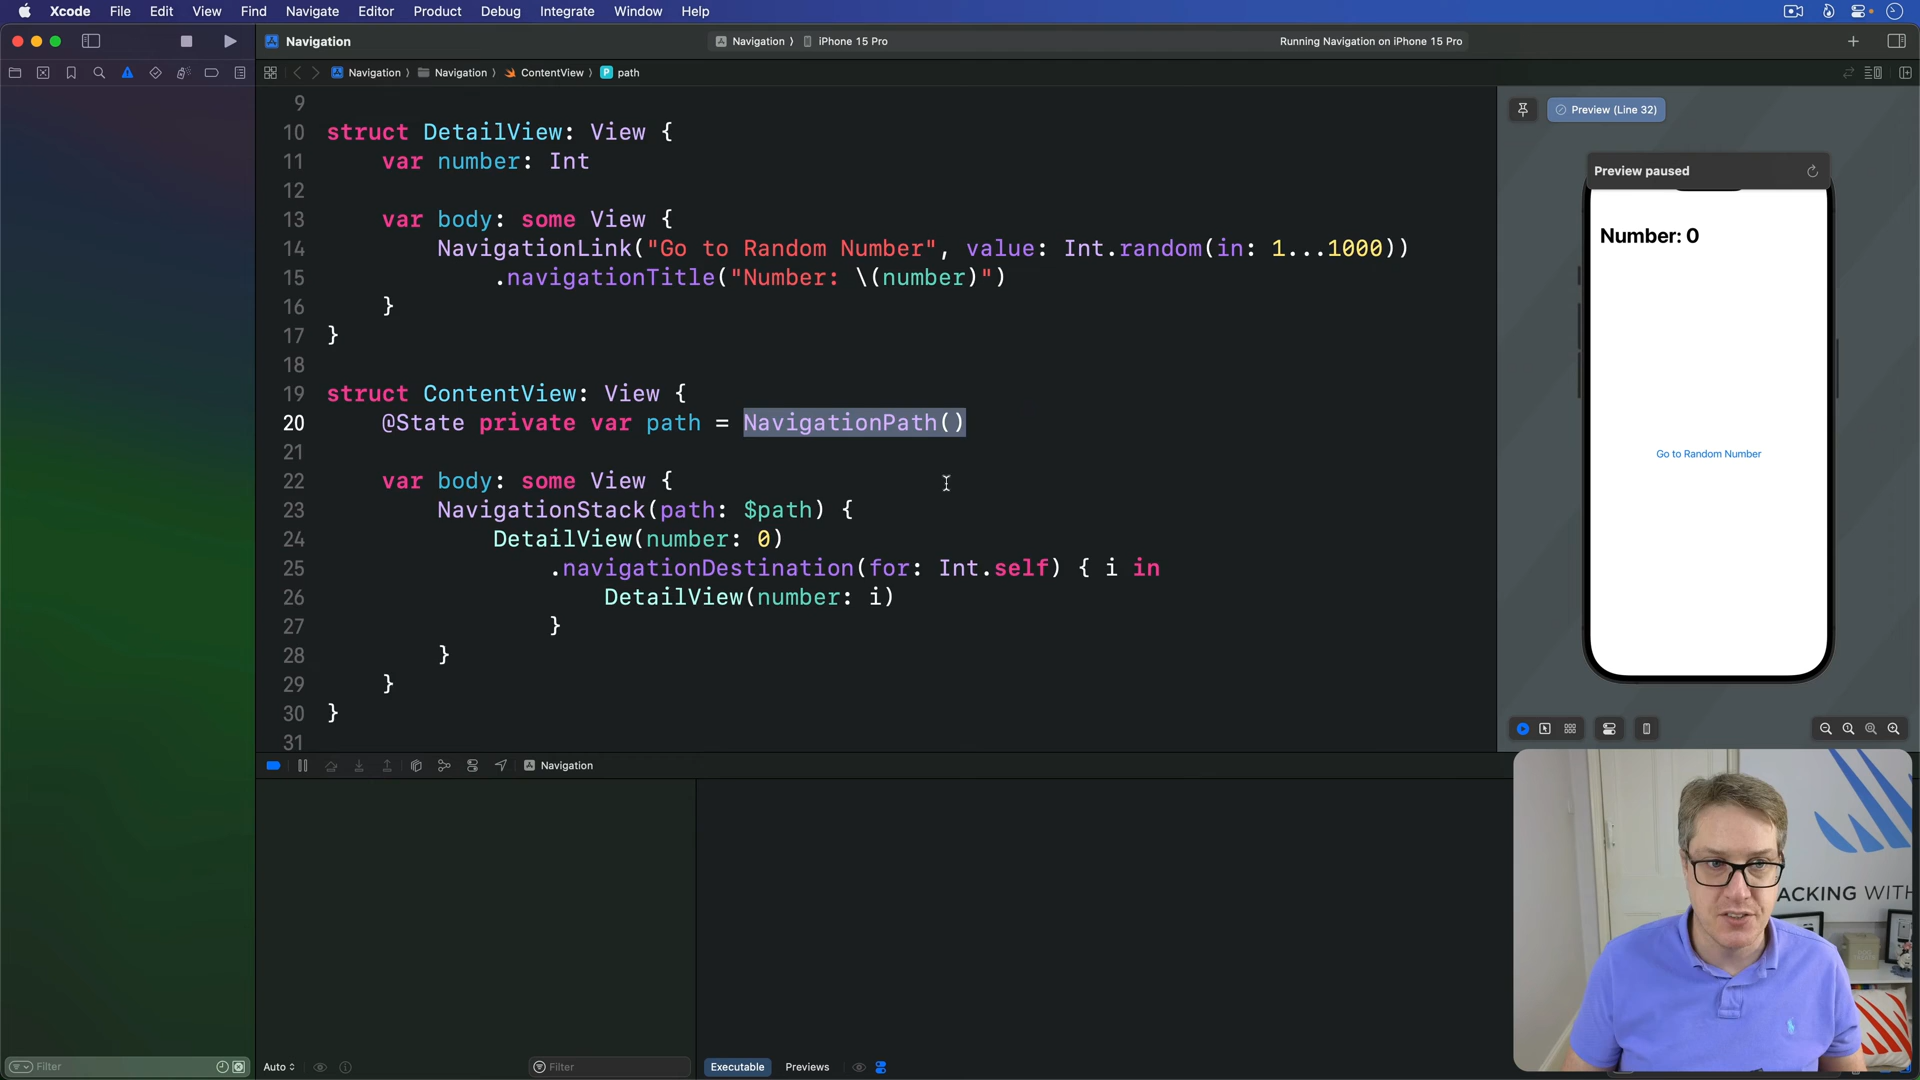 Xcode File Edit View Find Navigate Editor Product Debug Integrate Window Help
Navigation
Navigation 〉 iPhone 15 Pro
Running Navigation on iPhone 15 Pro
Navigation 〉 Navigation 〉 ContentView 〉 P path
Preview (Line 32)
Preview paused
Number: 0
Go to Random Number
9
10 struct DetailView: View {
11 var number: Int
12
13 var body: some View {
14 NavigationLink("Go to Random Number", value: Int.random(in: 1...1000))
15 .navigationTitle("Number: \(number)")
16 }
17 }
18
19 struct ContentView: View {
20 @State private var path = NavigationPath()
21
22 var body: some View {
23 NavigationStack(path: $path) {
24 DetailView(number: 0)
25 .navigationDestination(for: Int.self) { i in
26 DetailView(number: i)
27 }
28 }
29 }
30 }
31
Navigation
ACKING WITH
Filter
Auto
Filter
Executable Previews